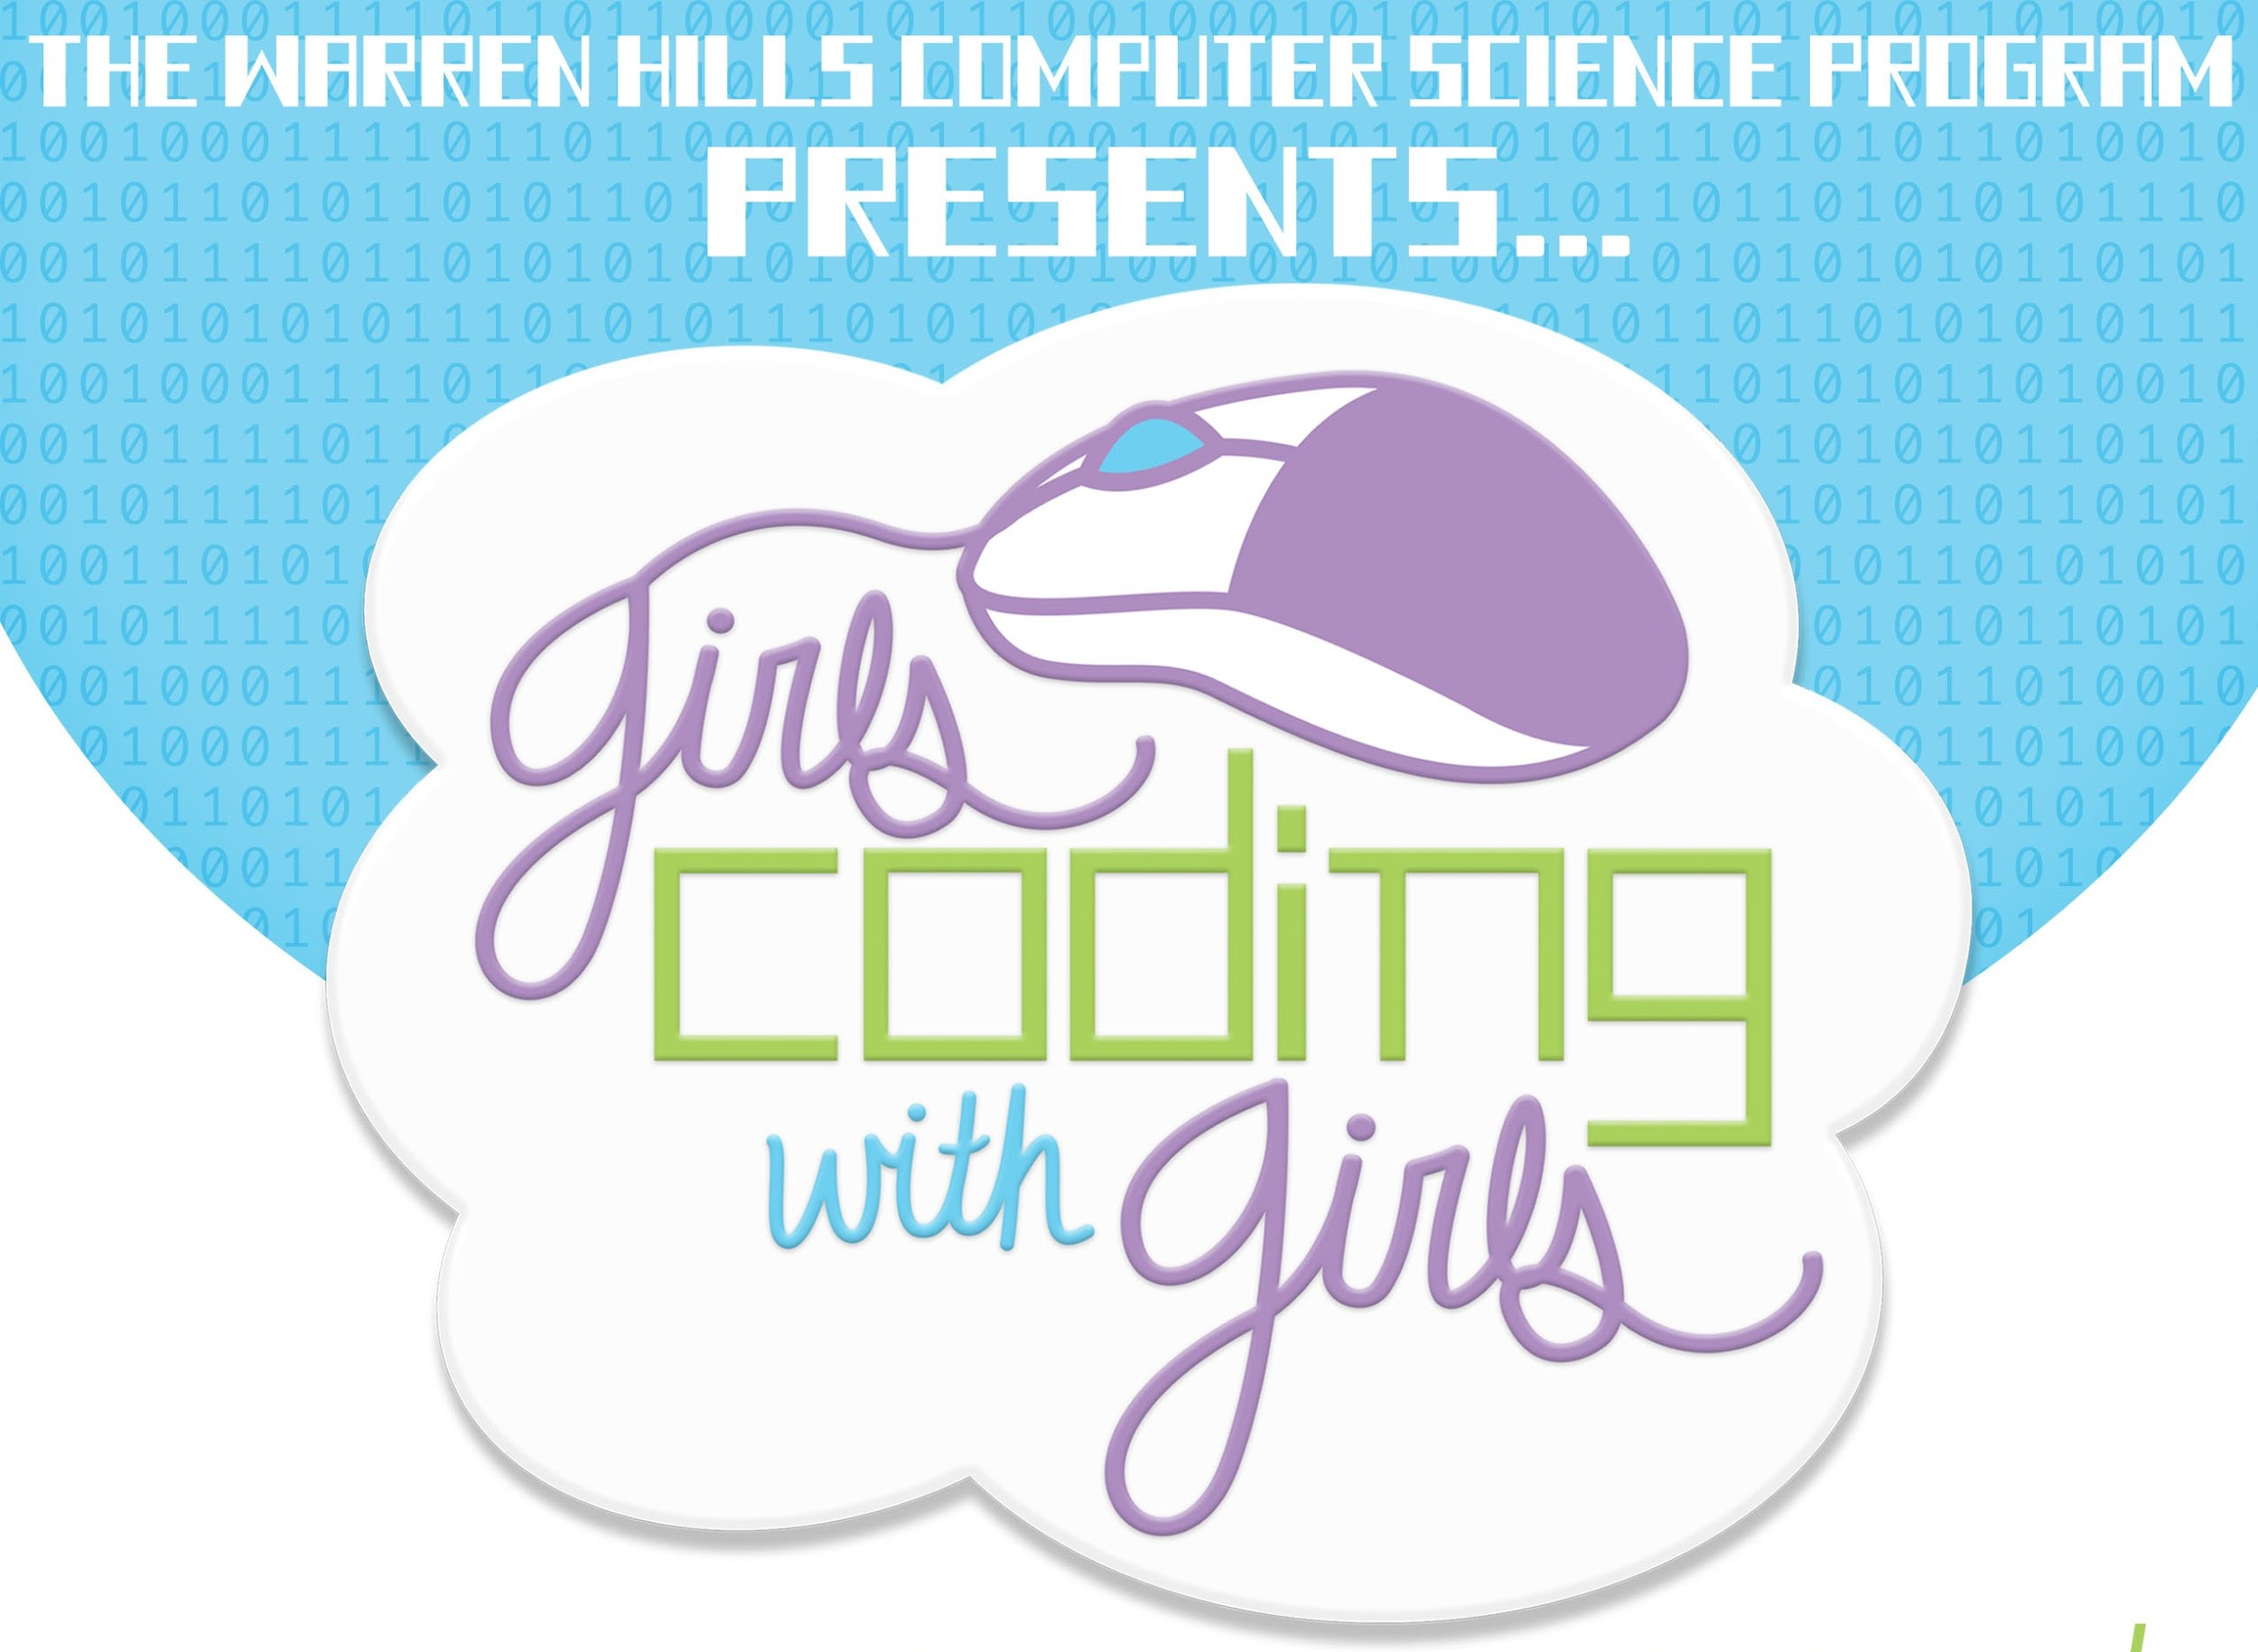 THE WARREN HILLS COMPUTER SCIENCE PROGRAM
PRESENTS...
girls
coding
with girls